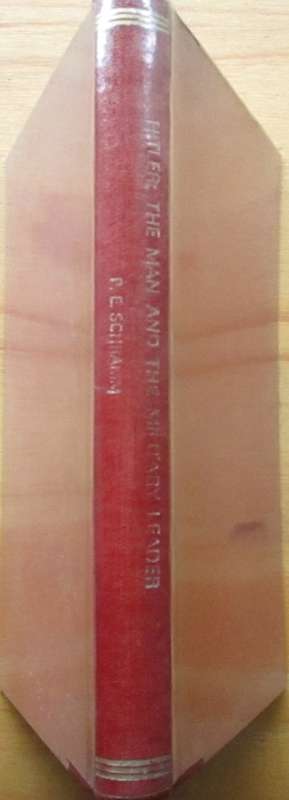 HITLER; THE MAN AND THE MILITARY LEADER
P. E. SCHRAMM